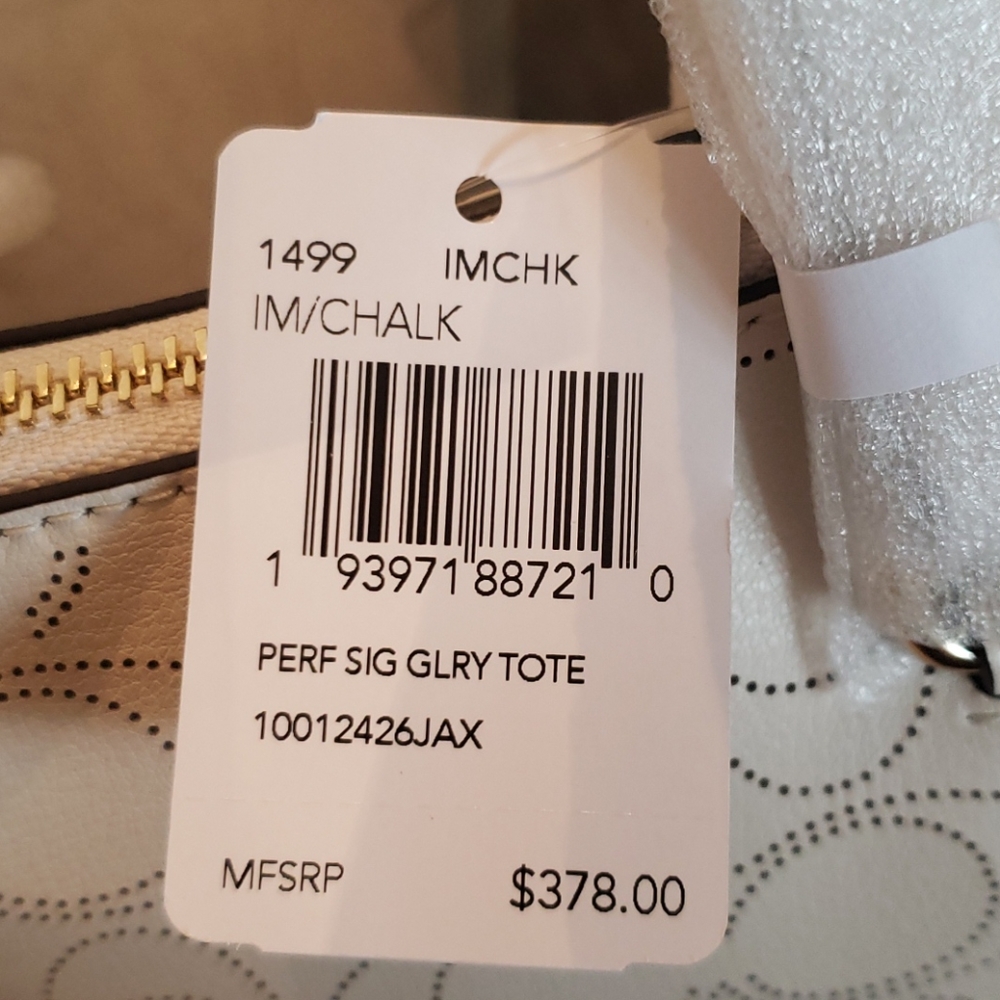 1499 IMCHK
IM/CHALK
1 93971 88721 0
PERF SIG GLRY TOTE
10012426JAX
MFSRP $378.00